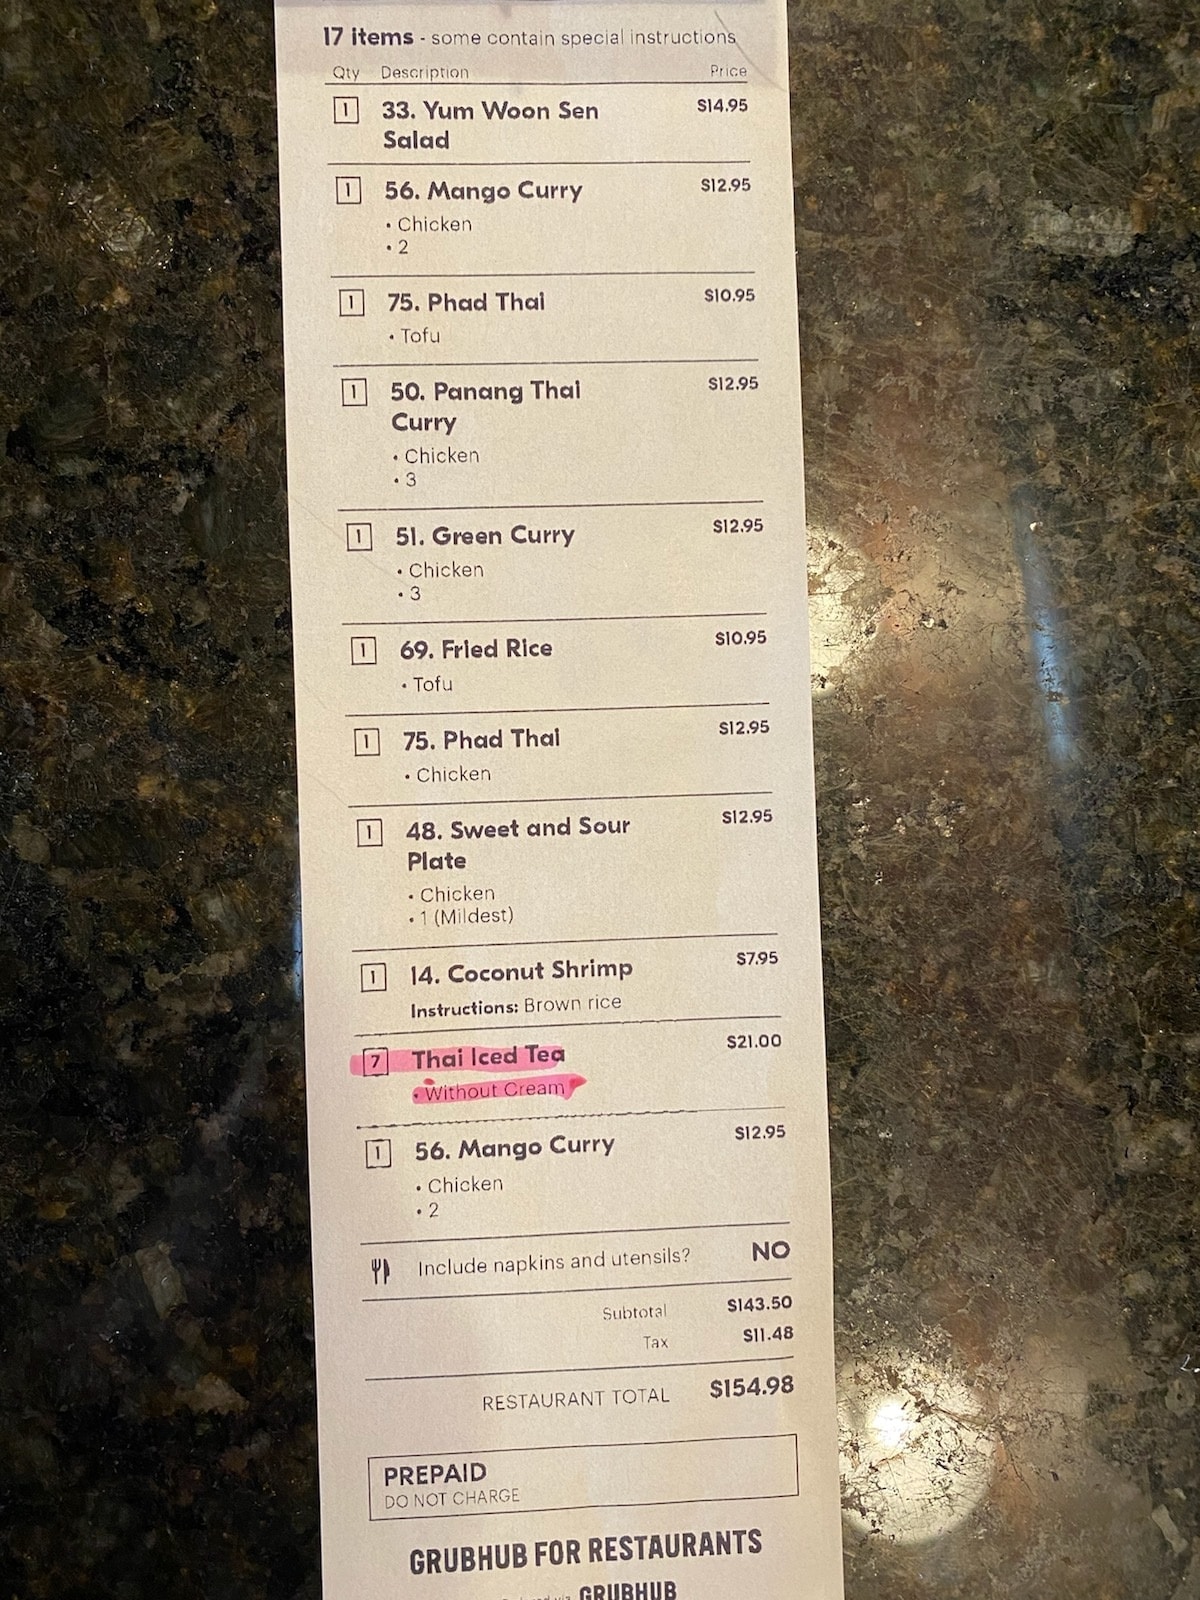 17 items - some contain special instructions
Qty Description Price
1 33. Yum Woon Sen $14.95
Salad
1 56. Mango Curry $12.95
• Chicken
• 2
1 75. Phad Thai $10.95
• Tofu
1 50. Panang Thai $12.95
Curry
• Chicken
• 3
1 51. Green Curry $12.95
• Chicken
• 3
1 69. Fried Rice $10.95
• Tofu
1 75. Phad Thai $12.95
• Chicken
1 48. Sweet and Sour $12.95
Plate
• Chicken
• 1 (Mildest)
1 14. Coconut Shrimp $7.95
Instructions: Brown rice
7 Thai Iced Tea $21.00
• Without Cream
1 56. Mango Curry $12.95
• Chicken
• 2
Include napkins and utensils? NO
Subtotal $143.50
Tax $11.48
RESTAURANT TOTAL $154.98
PREPAID
DO NOT CHARGE
GRUBHUB FOR RESTAURANTS
via GRUBHUB